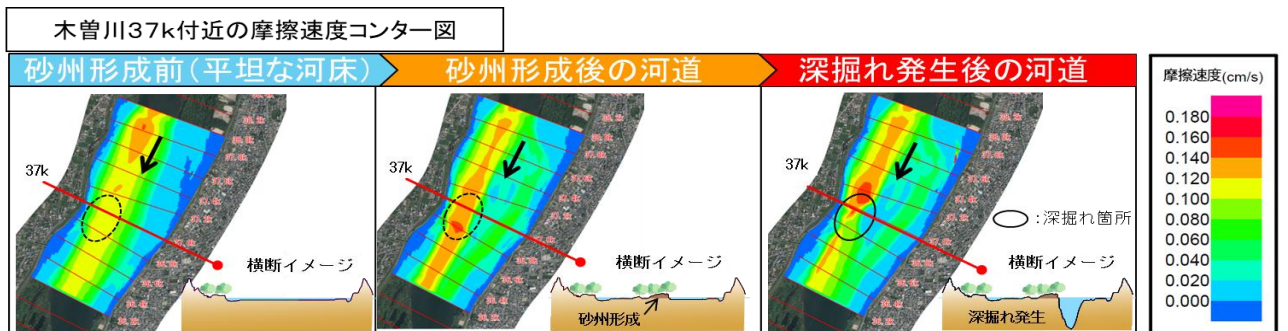 木曽川37k付近の摩擦速度コンター図
砂州形成前(平坦な河床)
砂州形成後の河道
深掘れ発生後の河道
37k
横断イメージ
37k
横断イメージ
砂州形成
37k
:深掘れ箇所
横断イメージ
深掘れ発生
摩擦速度(cm/s)
0.180
0.160
0.140
0.120
0.100
0.080
0.060
0.040
0.020
0.000